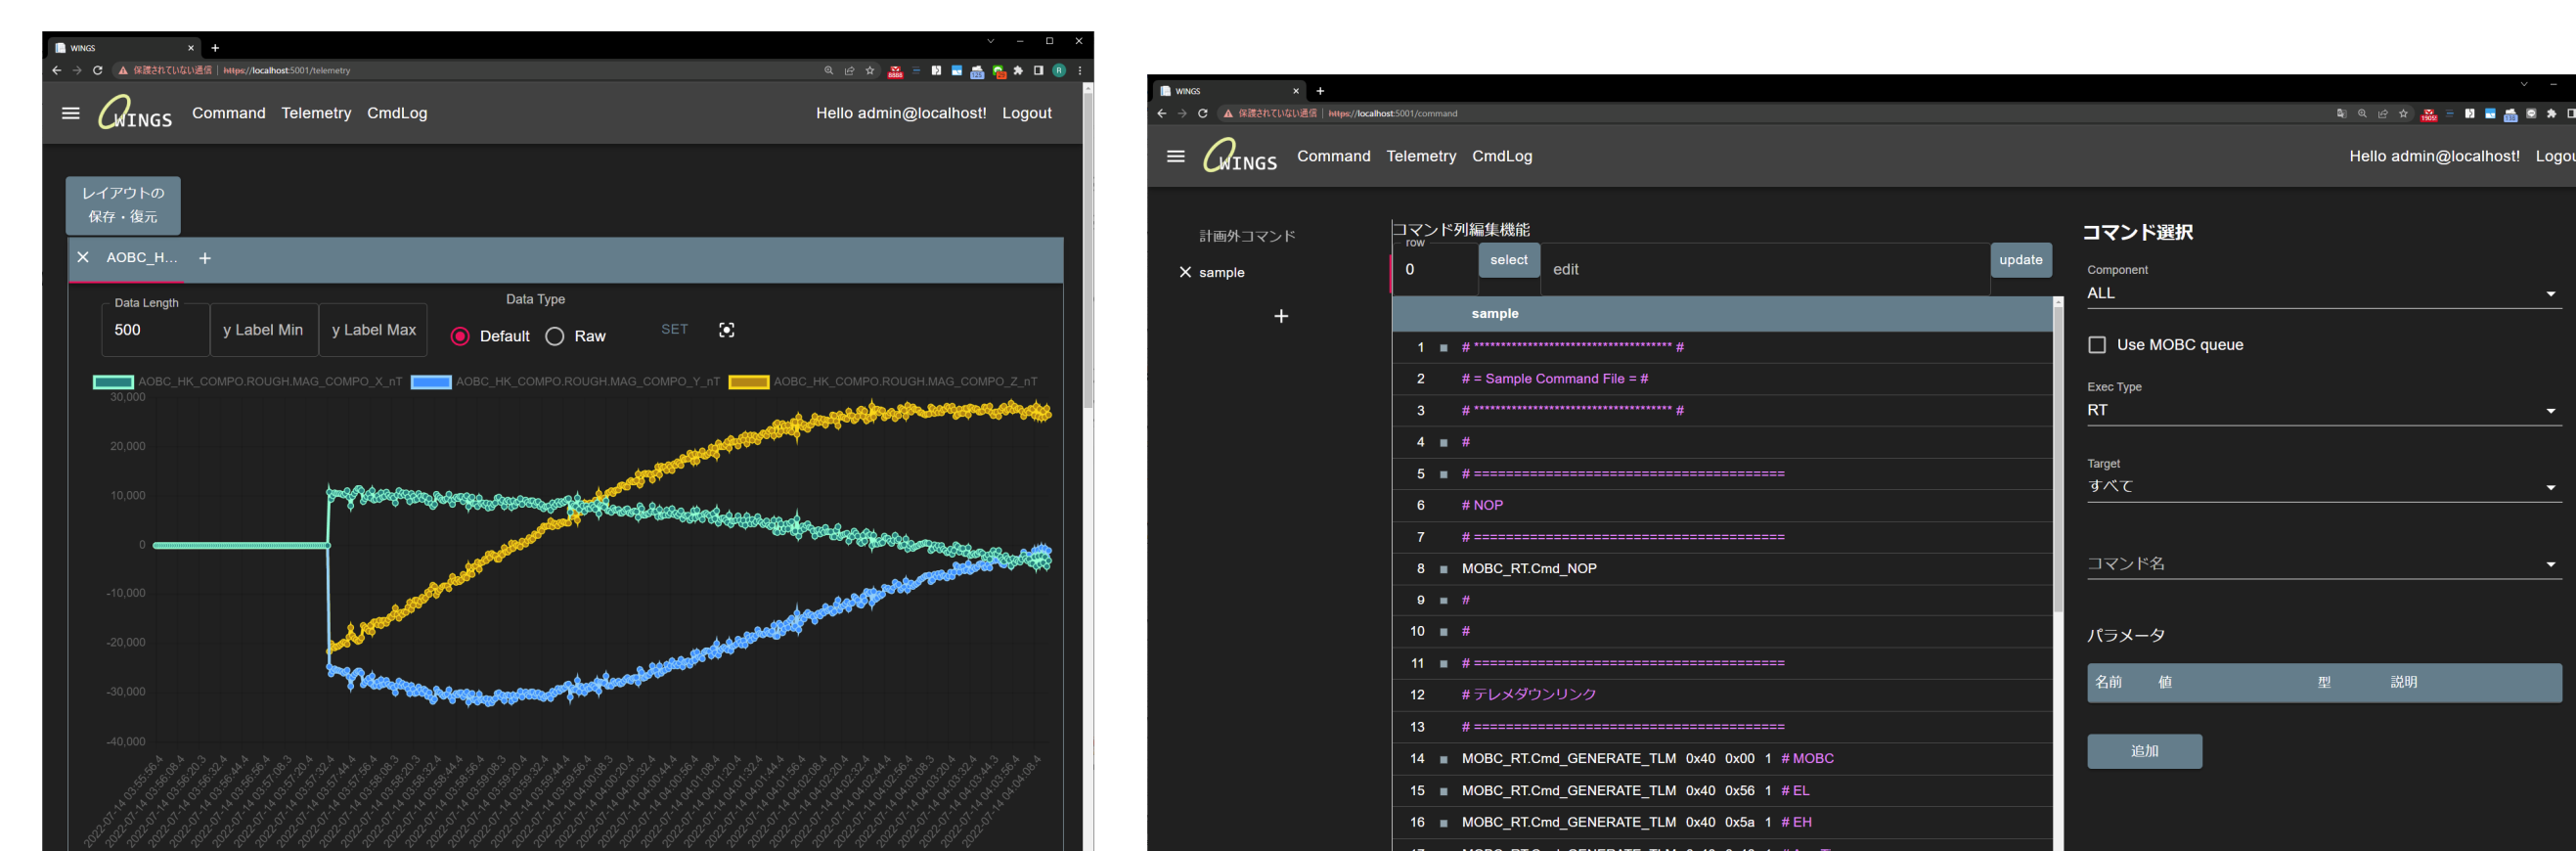 WINGS
保護されていない通信 | https://localhost:5001/telemetry
WINGS Command Telemetry CmdLog Hello admin@localhost! Logout
レイアウトの
保存・復元
AOBC_H...
Data Length
500
y Label Min
y Label Max
Data Type
Default
Raw
SET
AOBC_HK_COMPO.ROUGH.MAG_COMPO_X_nT AOBC_HK_COMPO.ROUGH.MAG_COMPO_Y_nT AOBC_HK_COMPO.ROUGH.MAG_COMPO_Z_nT
30,000
20,000
10,000
0
-10,000
-20,000
-30,000
-40,000
WINGS
保護されていない通信 | https://localhost:5001/command
WINGS Command Telemetry CmdLog Hello admin@localhost! Logou
計画外コマンド
sample
コマンド列編集機能
row
0
select
edit
update
sample
1 # ************************************* #
2 # = Sample Command File = #
3 # ************************************* #
4 #
5 # =======================================
6 # NOP
7 # =======================================
8 MOBC_RT.Cmd_NOP
9 #
10 #
11 # =======================================
12 # テレメダウンリンク
13 # =======================================
14 MOBC_RT.Cmd_GENERATE_TLM 0x40 0x00 1 # MOBC
15 MOBC_RT.Cmd_GENERATE_TLM 0x40 0x56 1 # EL
16 MOBC_RT.Cmd_GENERATE_TLM 0x40 0x5a 1 # EH
コマンド選択
Component
ALL
Use MOBC queue
Exec Type
RT
Target
すべて
コマンド名
パラメータ
名前 値 型 説明
追加